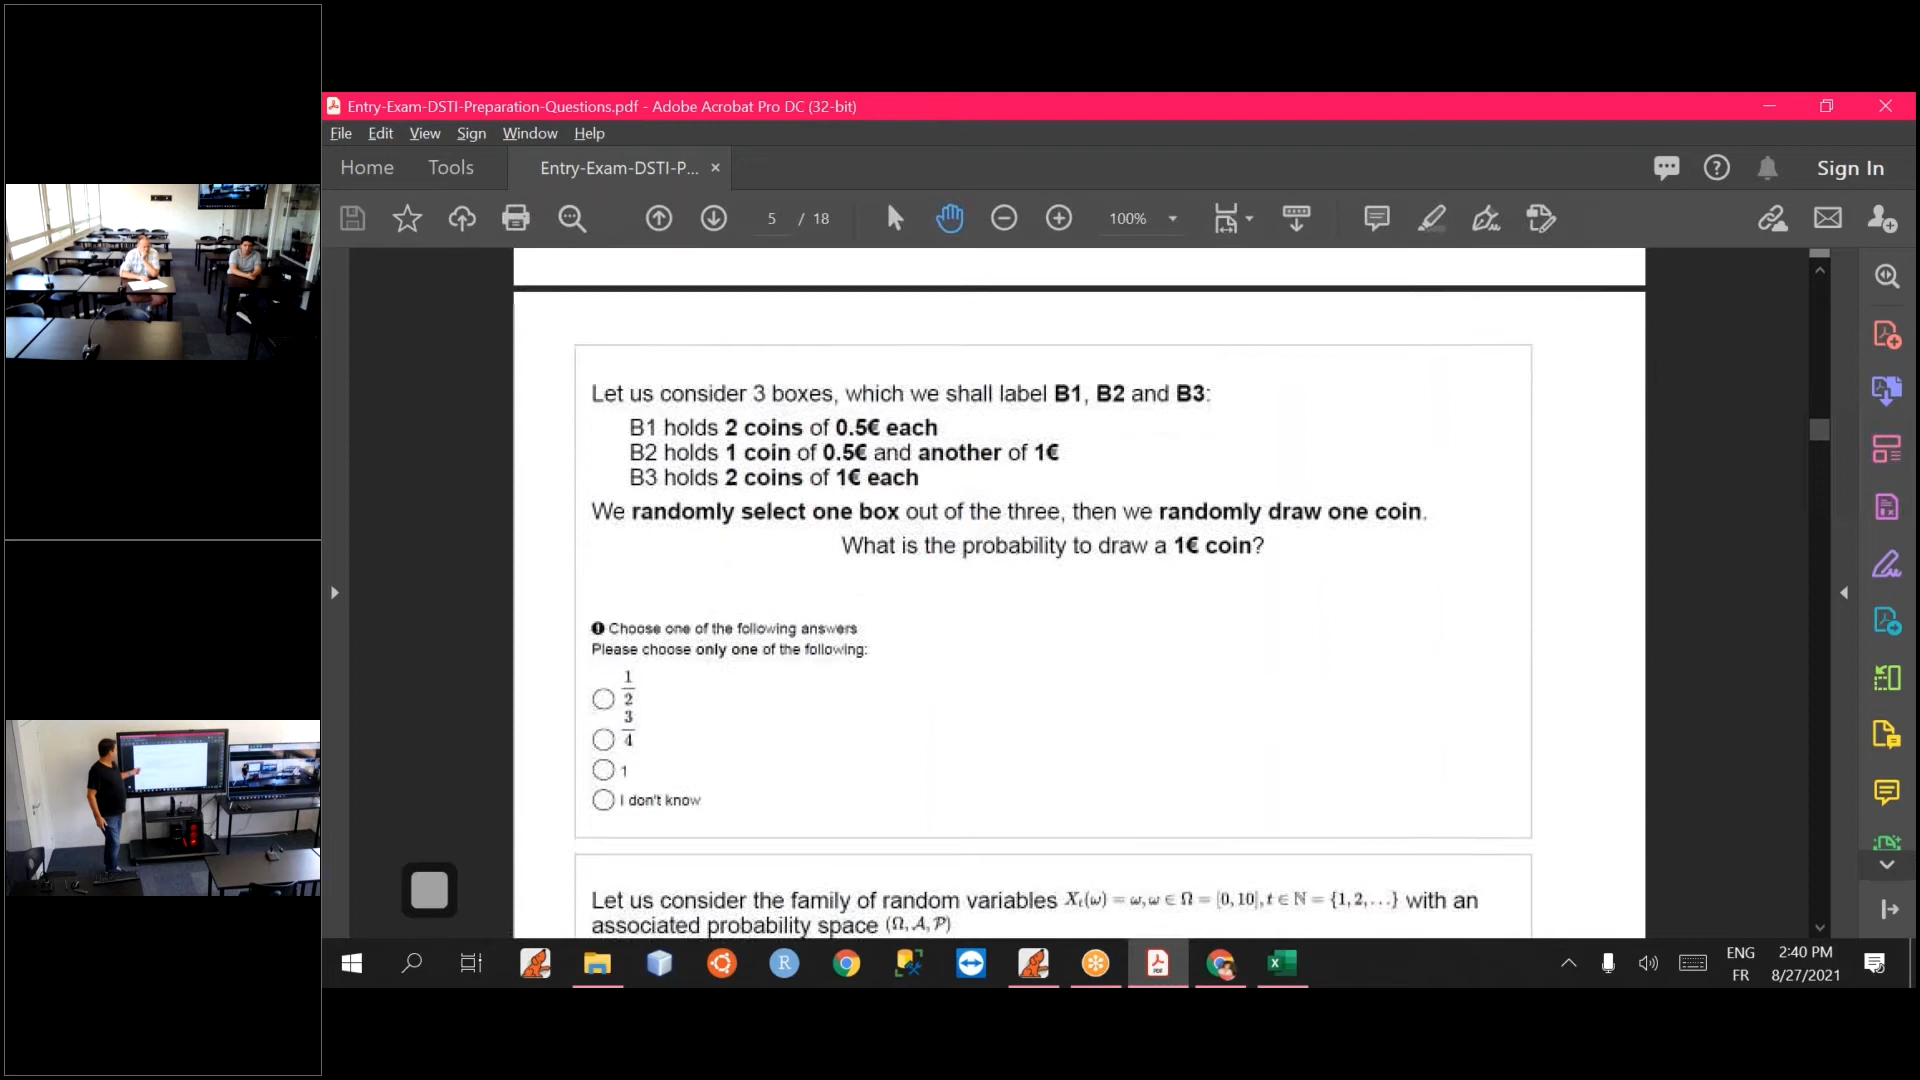 Entry-Exam-DSTI-Preparation-Questions.pdf - Adobe Acrobat Pro DC (32-bit)
File Edit View Sign Window Help
Home Tools Entry-Exam-DSTI-P... × Sign In
5 / 18 100%
Let us consider 3 boxes, which we shall label B1, B2 and B3:
B1 holds 2 coins of 0.5€ each
B2 holds 1 coin of 0.5€ and another of 1€
B3 holds 2 coins of 1€ each
We randomly select one box out of the three, then we randomly draw one coin.
What is the probability to draw a 1€ coin?
Choose one of the following answers
Please choose only one of the following:
1
2
3
4
1
I don't know
Let us consider the family of random variables Xₜ(ω) = ω, ω ∈ Ω = [0, 10], t ∈ ℕ = {1, 2, …} with an
associated probability space (Ω, 𝒜, 𝒫)
ENG 2:40 PM
FR 8/27/2021